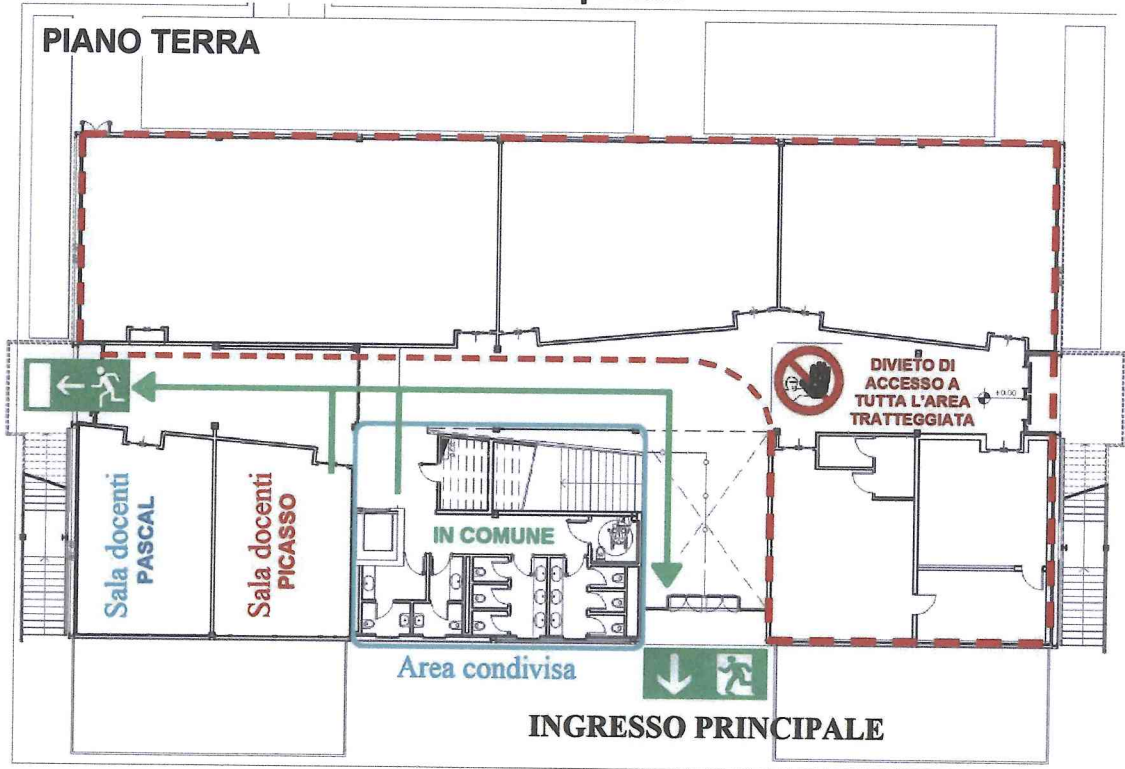 PIANO TERRA
DIVIETO DI
ACCESSO A
TUTTA L'AREA
TRATTEGGIATA
+0.00
Sala docenti
PASCAL
Sala docenti
PICASSO
IN COMUNE
Area condivisa
INGRESSO PRINCIPALE